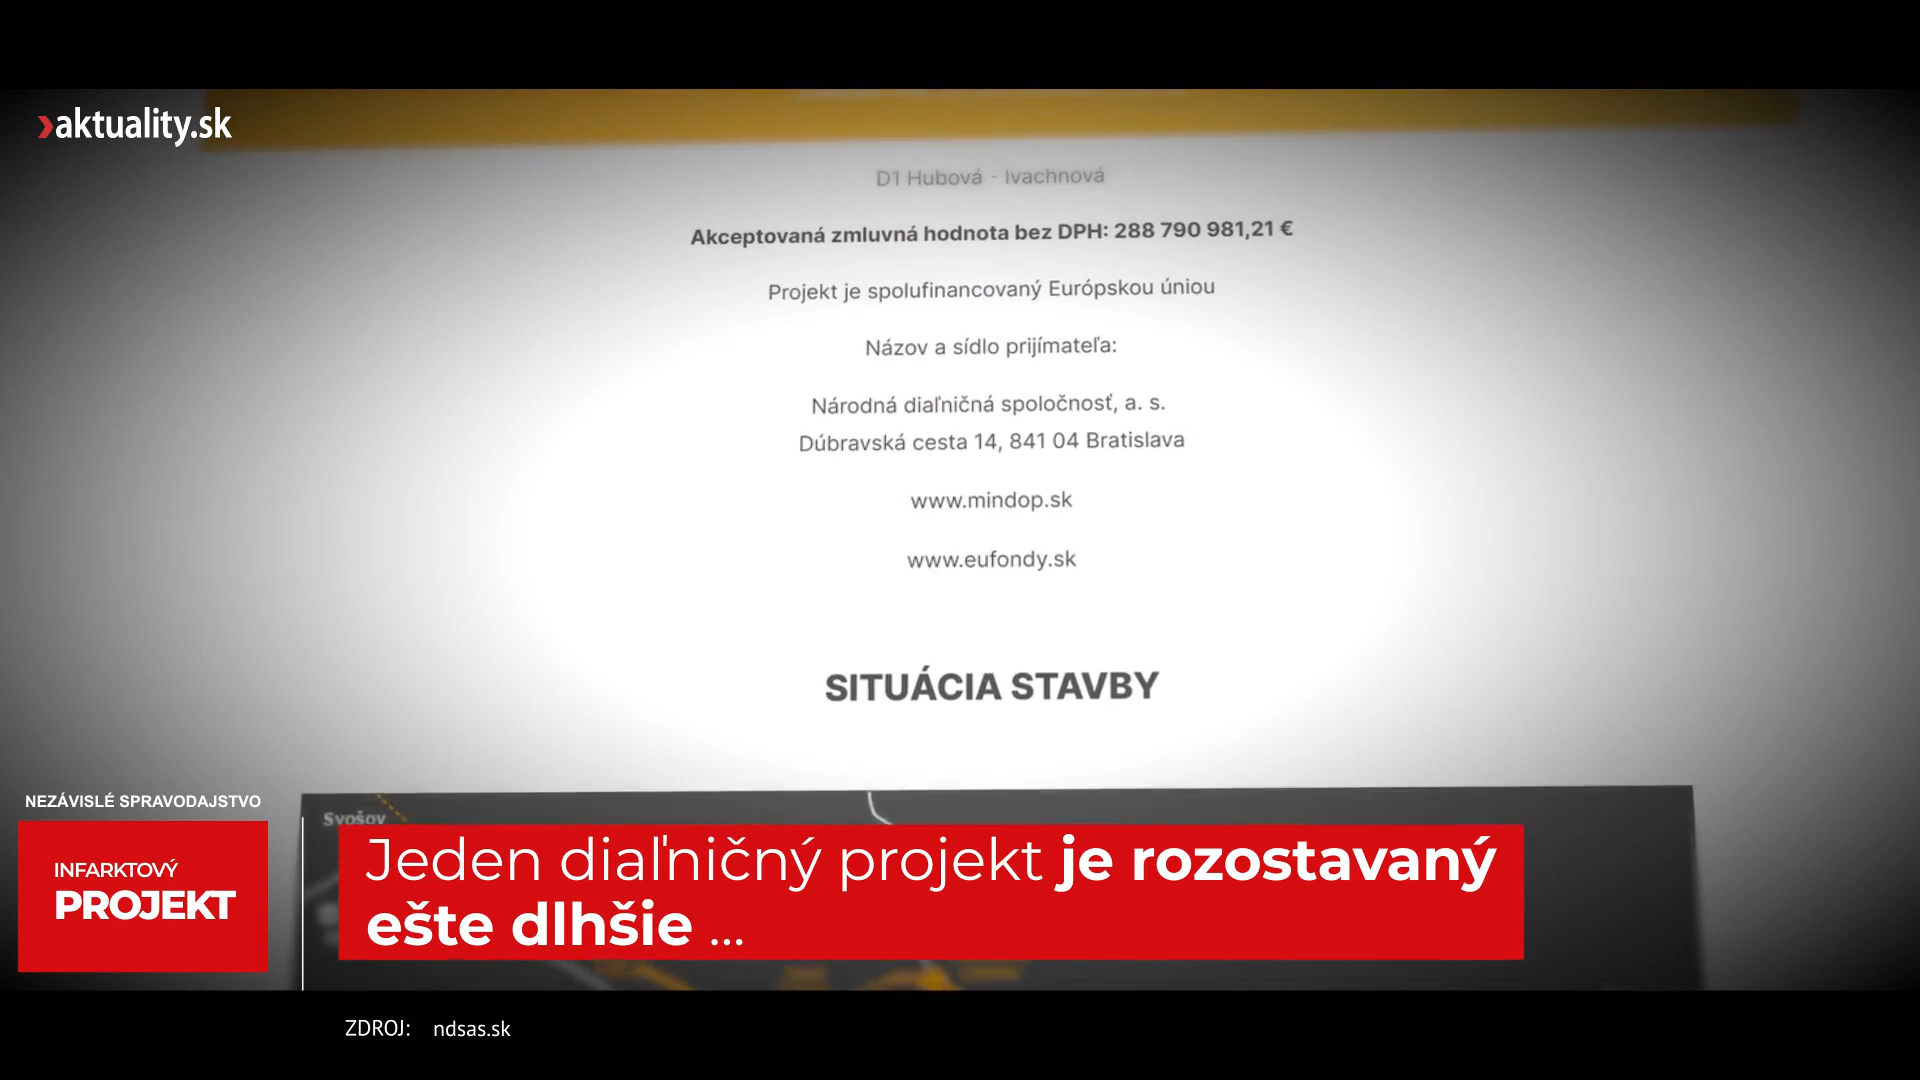 aktuality.sk
D1 Hubová - Ivachnová
Akceptovaná zmluvná hodnota bez DPH: 288 790 981,21 €
Projekt je spolufinancovaný Európskou úniou
Názov a sídlo prijímateľa:
Národná diaľničná spoločnosť, a. s.
Dúbravská cesta 14, 841 04 Bratislava
www.mindop.sk
www.eufondy.sk
SITUÁCIA STAVBY
Svošov
NEZÁVISLÉ SPRAVODAJSTVO
INFARKTOVÝ
PROJEKT
Jeden diaľničný projekt je rozostavaný
ešte dlhšie ...
ZDROJ: ndsas.sk